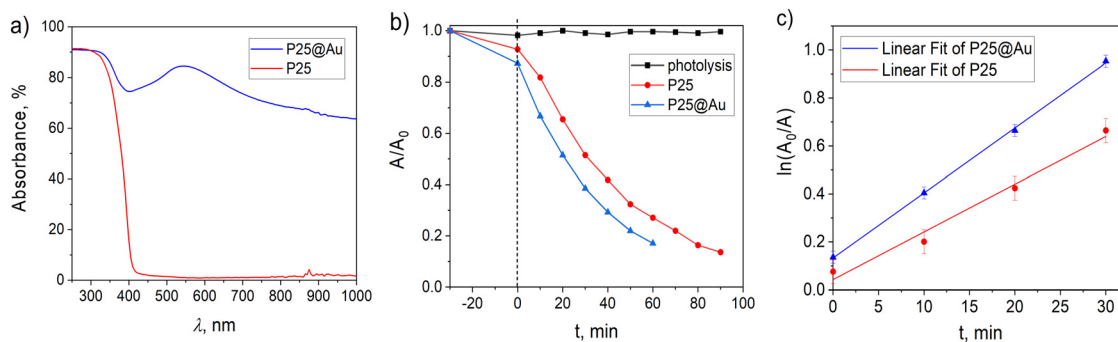 a)
Absorbance, %
100
80
60
40
20
0
300 400 500 600 700 800 900 1000
λ, nm
P25@Au
P25
b)
A/A0
1.0
0.8
0.6
0.4
0.2
0.0
-20 0 20 40 60 80 100
t, min
photolysis
P25
P25@Au
c)
ln(A0/A)
1,0
0,8
0,6
0,4
0,2
0,0
0 5 10 15 20 25 30
t, min
Linear Fit of P25@Au
Linear Fit of P25